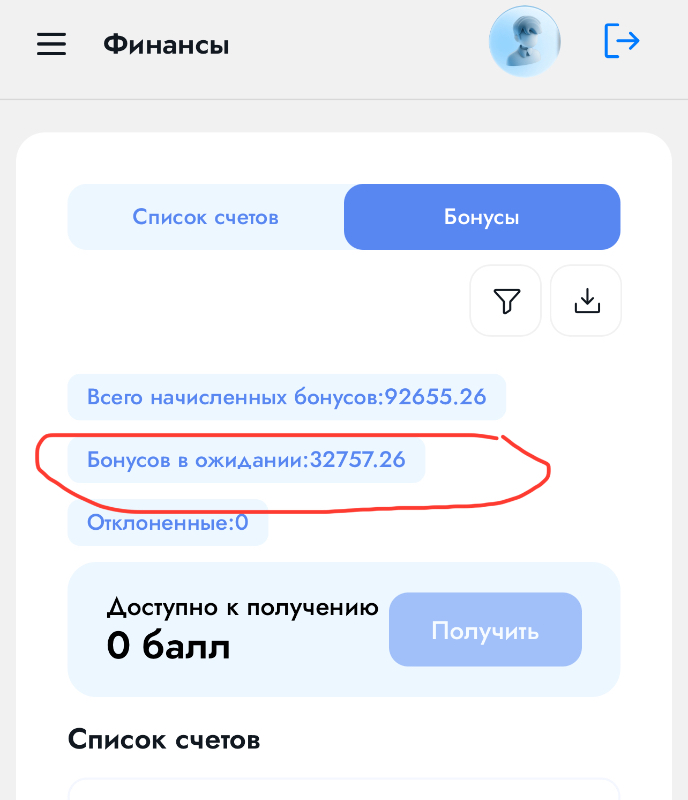 Финансы
Список счетов
Бонусы
Всего начисленных бонусов:92655.26
Бонусов в ожидании:32757.26
Отклоненные:0
Доступно к получению
0 балл
Получить
Список счетов